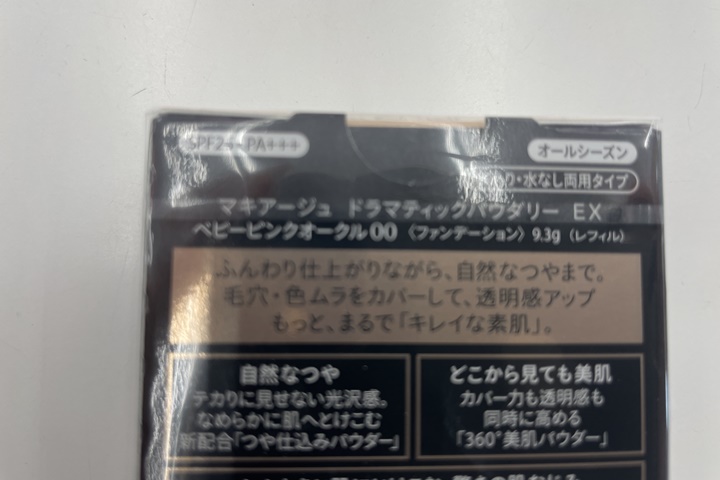 PA+++
オールシーズン
・水なし両用タイプ
マキアージュ ドラマティックパウダリー EX
ベビーピンクオークル00 〈ファンデーション〉 9.3g (レフィル)
ふんわり仕上がりながら、自然なつやまで。
毛穴・色ムラをカバーして、透明感アップ
もっと、まるで「キレイな素肌」。
自然なつや
テカりに見せない光沢感。
なめらかに肌へとけこむ
新配合「つや仕込みパウダー」
どこから見ても美肌
カバー力も透明感も
同時に高める
「360°美肌パウダー」